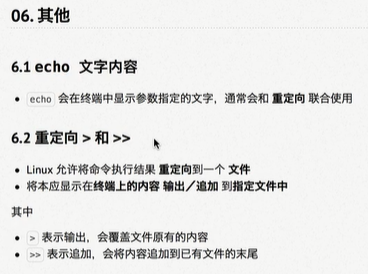 06. 其他
6.1 echo 文字内容
• echo 会在终端中显示参数指定的文字，通常会和 重定向 联合使用
6.2 重定向 > 和 >>
• Linux 允许将命令执行结果 重定向到一个 文件
• 将本应显示在终端上的内容 输出／追加 到指定文件中
其中
• > 表示输出，会覆盖文件原有的内容
• >> 表示追加，会将内容追加到已有文件的末尾